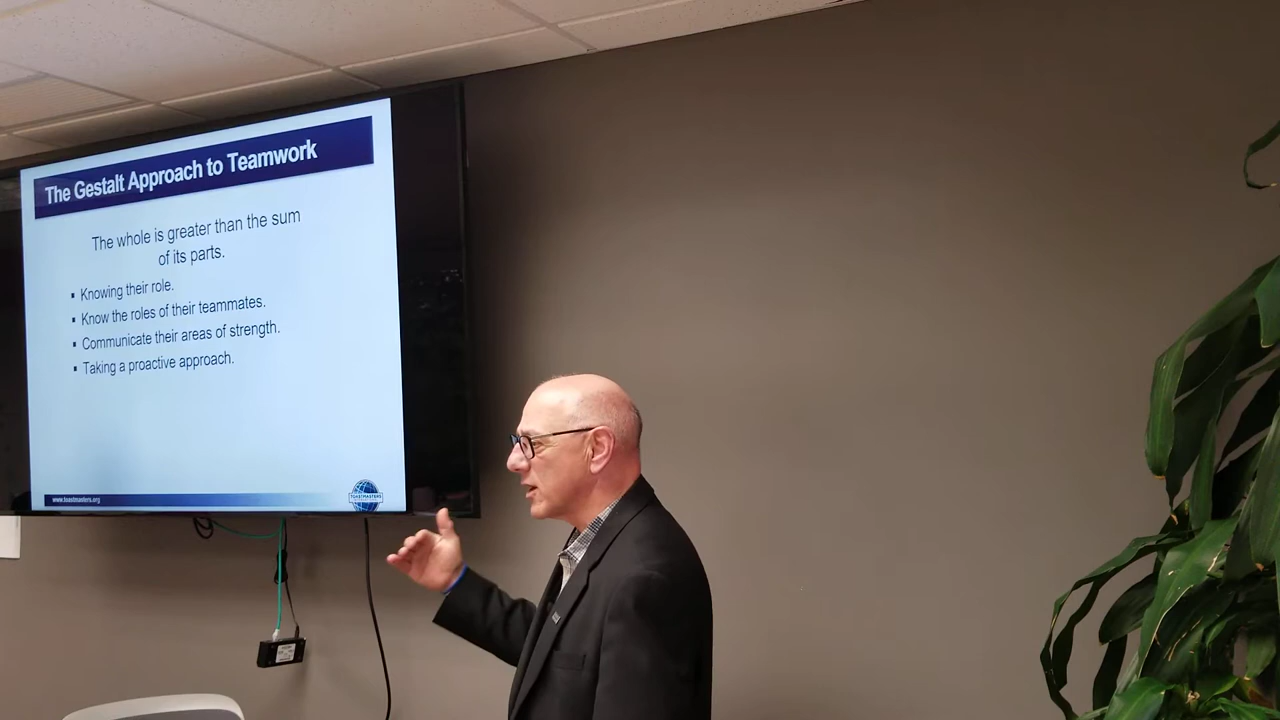 The Gestalt Approach to Teamwork
The whole is greater than the sum
of its parts.
▪ Knowing their role.
▪ Know the roles of their teammates.
▪ Communicate their areas of strength.
▪ Taking a proactive approach.
www.toastmasters.org
TOASTMASTERS